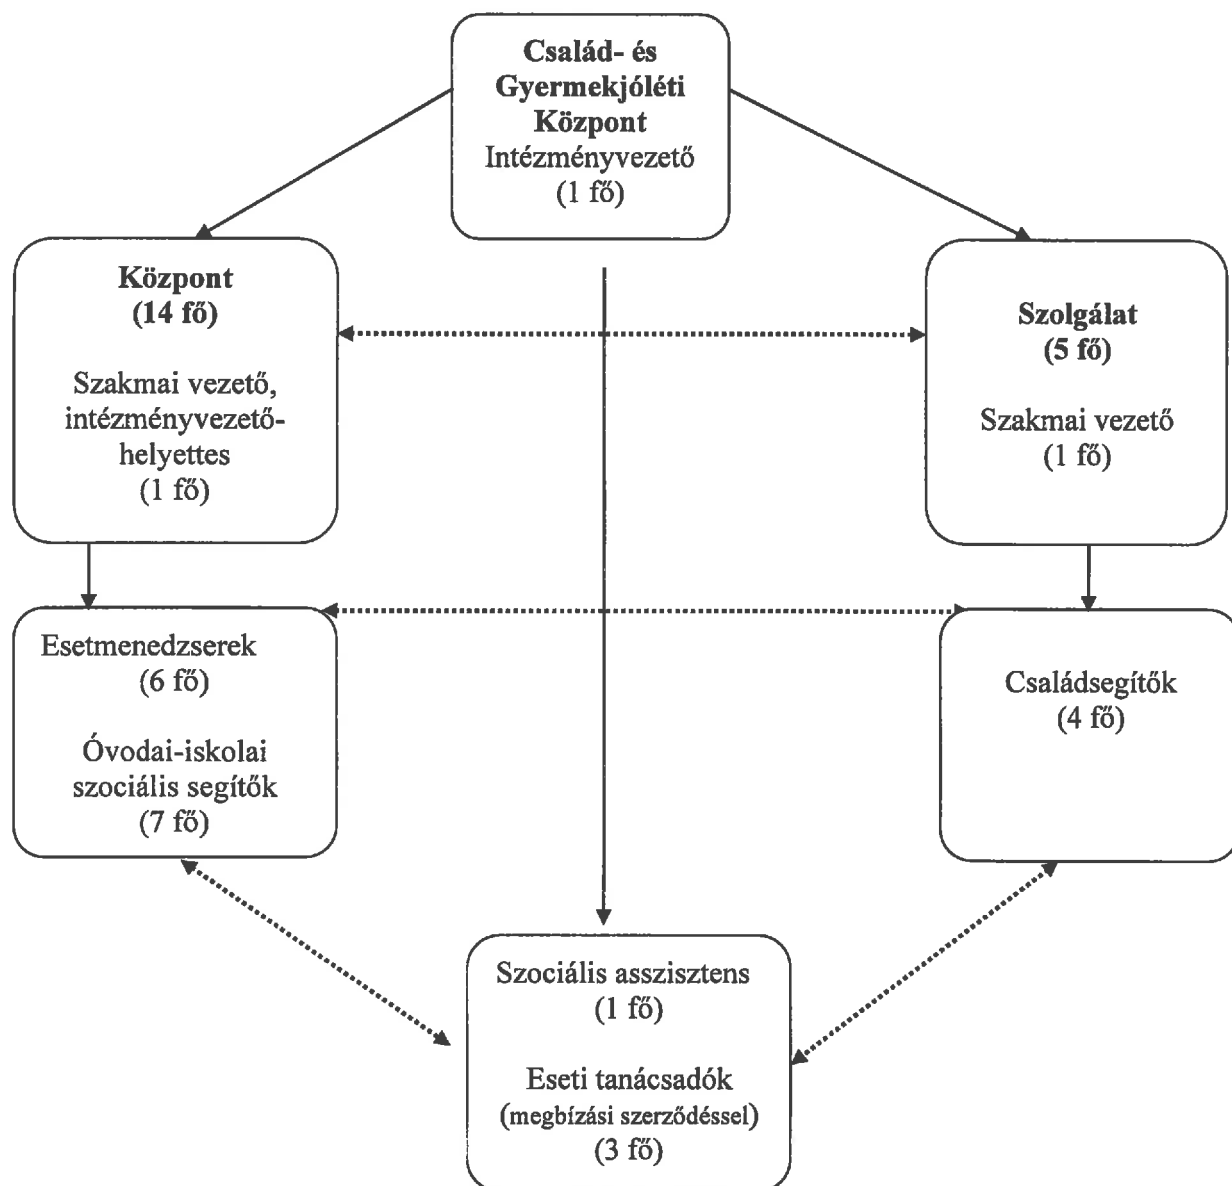 Család- és
Gyermekjóléti
Központ
Intézményvezető
(1 fő)
Központ
(14 fő)
Szakmai vezető,
intézményvezető-
helyettes
(1 fő)
Szolgálat
(5 fő)
Szakmai vezető
(1 fő)
Esetmenedzserek
(6 fő)
Óvodai-iskolai
szociális segítők
(7 fő)
Családsegítők
(4 fő)
Szociális asszisztens
(1 fő)
Eseti tanácsadók
(megbízási szerződéssel)
(3 fő)